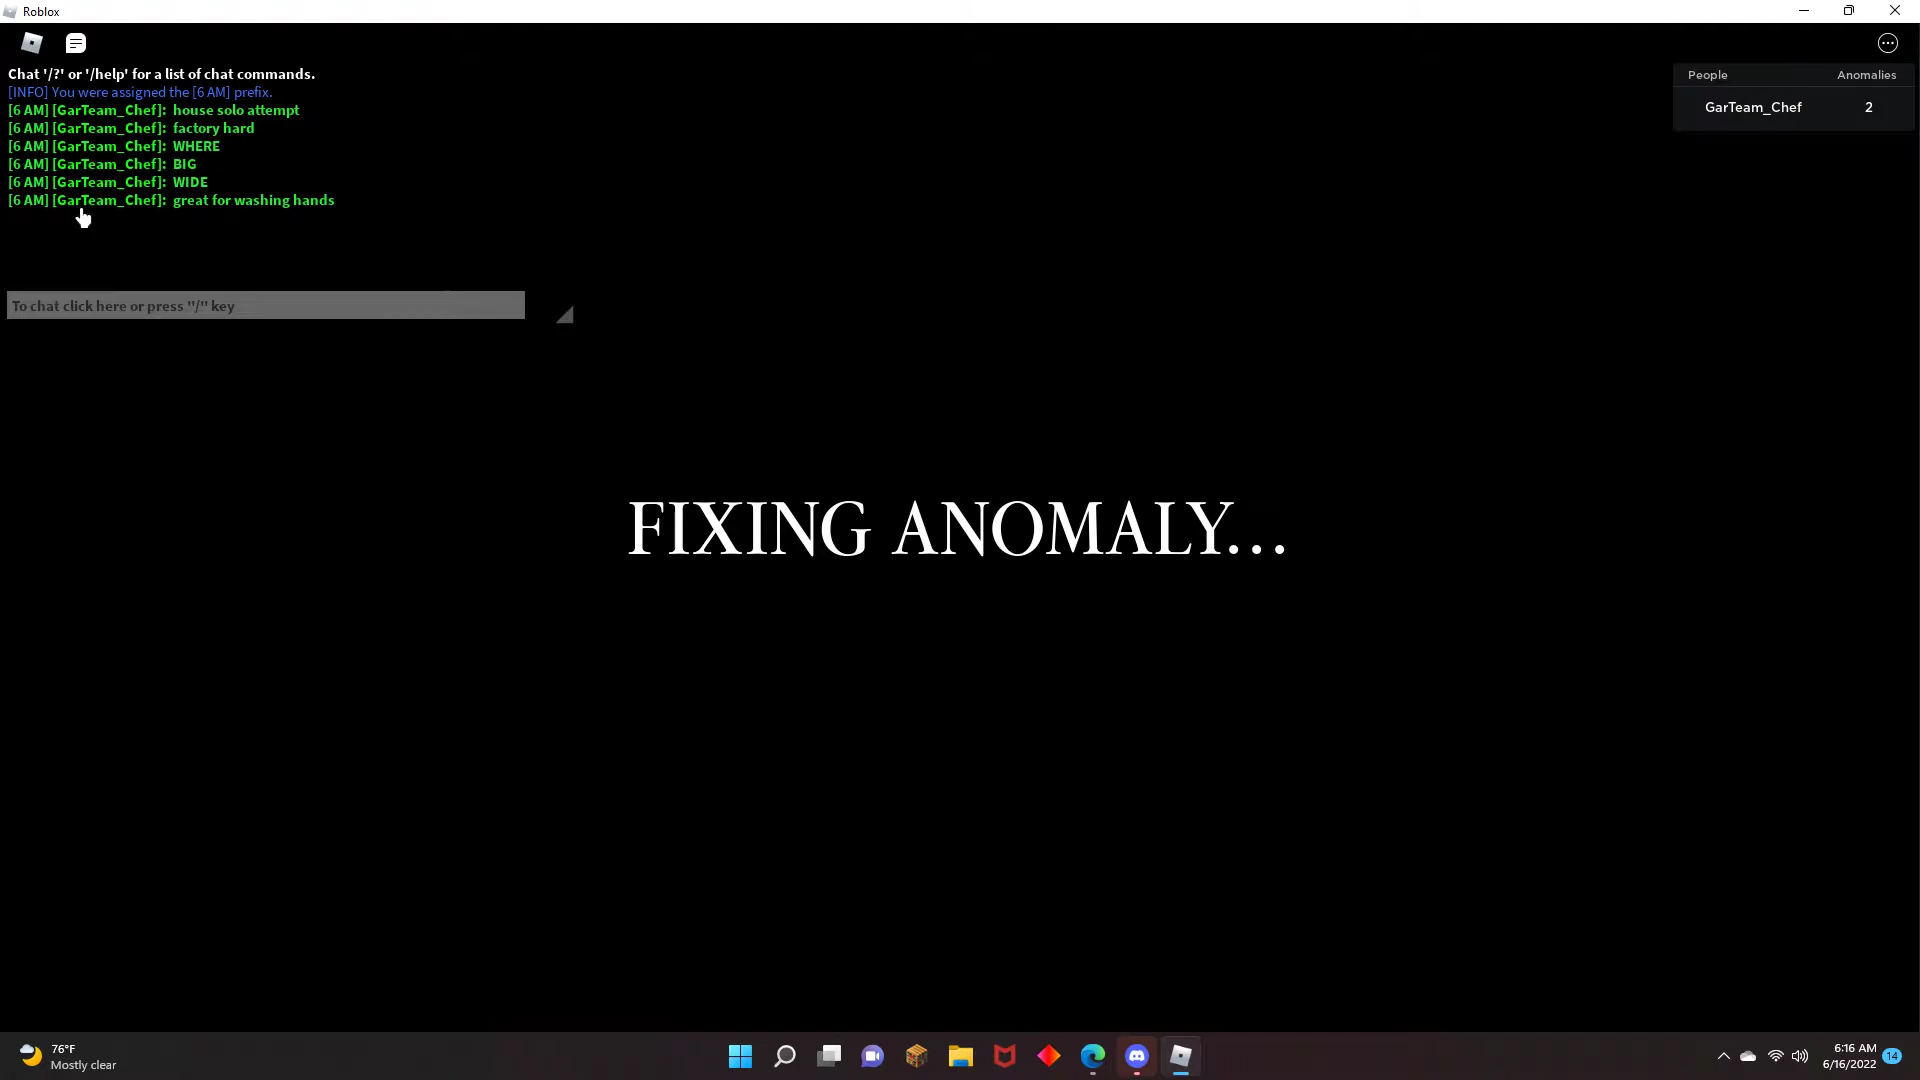 Roblox
Chat '/?' or '/help' for a list of chat commands.
[INFO] You were assigned the [6 AM] prefix.
[6 AM] [GarTeam_Chef]: house solo attempt
[6 AM] [GarTeam_Chef]: factory hard
[6 AM] [GarTeam_Chef]: WHERE
[6 AM] [GarTeam_Chef]: BIG
[6 AM] [GarTeam_Chef]: WIDE
[6 AM] [GarTeam_Chef]: great for washing hands
To chat click here or press "/" key
People Anomalies
GarTeam_Chef 2
FIXING ANOMALY...
76°F
Mostly clear
6:16 AM
6/16/2022
14